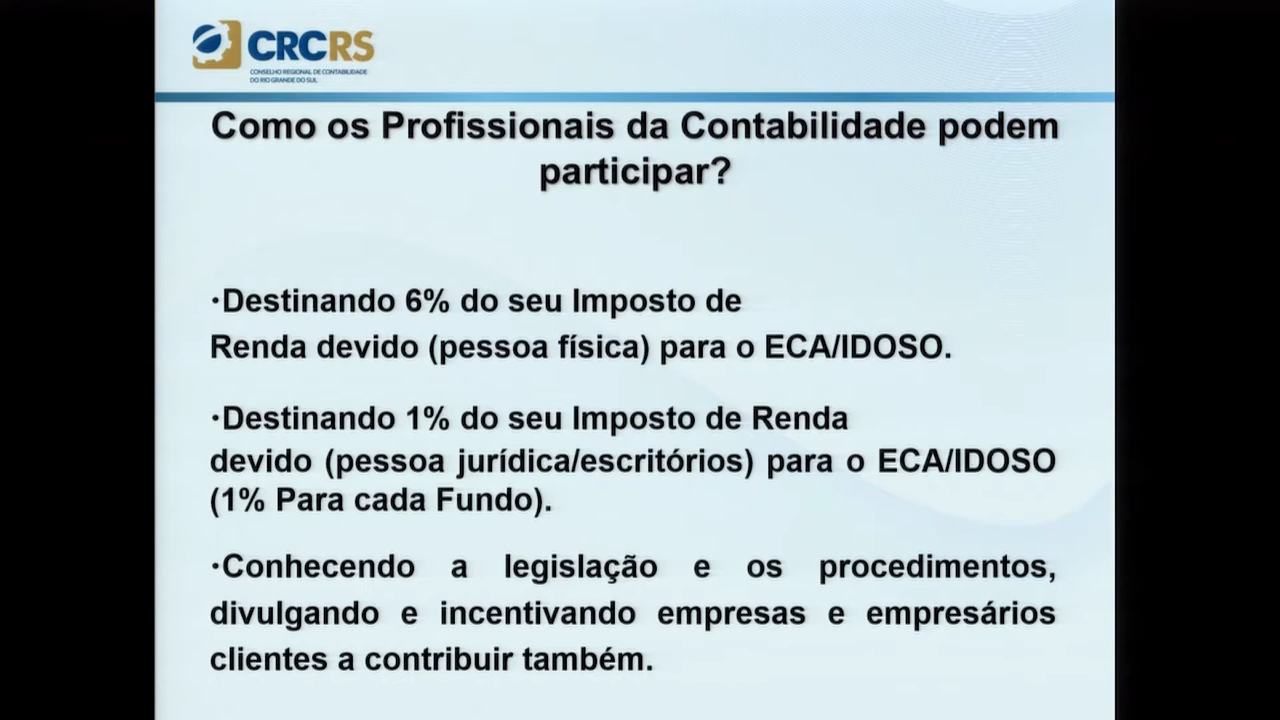 CRCRS
CONSELHO REGIONAL DE CONTABILIDADE
DO RIO GRANDE DO SUL
Como os Profissionais da Contabilidade podem
participar?
·Destinando 6% do seu Imposto de
Renda devido (pessoa física) para o ECA/IDOSO.
·Destinando 1% do seu Imposto de Renda
devido (pessoa jurídica/escritórios) para o ECA/IDOSO
(1% Para cada Fundo).
·Conhecendo a legislação e os procedimentos,
divulgando e incentivando empresas e empresários
clientes a contribuir também.